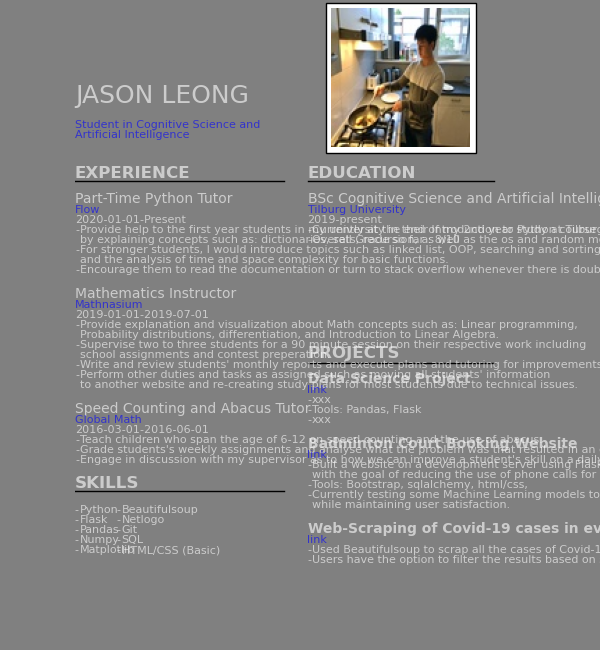 JASON LEONG
Student in Cognitive Science and
Artificial Intelligence
EXPERIENCE
Part-Time Python Tutor
Flow
2020-01-01-Present
-Provide help to the first year students in my university in their Introduction to Python course
by explaining concepts such as: dictionaries, sets, recursion as well as the os and random
-For stronger students, I would introduce topics such as linked list, OOP, searching and sorting
and the analysis of time and space complexity for basic functions.
-Encourage them to read the documentation or turn to stack overflow whenever there is doub
Mathematics Instructor
Mathnasium
2019-01-01-2019-07-01
-Provide explanation and visualization about Math concepts such as: Linear programming,
Probability distributions, differentiation, and Introduction to Linear Algebra.
-Supervise two to three students for a 90 minute session on their respective work including
school assignments and contest preperation
-Write and review students' monthly reports and execute plans and tutoring for improvements
-Perform other duties and tasks as assigned such as moving all students' information
to another website and re-creating study plans for most students due to technical issues.
Speed Counting and Abacus Tutor
Global Math
2016-03-01-2016-06-01
-Teach children who span the age of 6-12 on speed counting and the use of abacus
-Grade students's weekly assignments and analyse what the problem was that resulted in an
-Engage in discussion with my supervisor as to how we can improve a student's skill on a daily
SKILLS
-Python
-Flask
-Pandas
-Numpy
-Matplotlib
-Beautifulsoup
-Netlogo
-Git
-SQL
-HTML/CSS (Basic)
EDUCATION
BSc Cognitive Science and Artificial Intellig
Tilburg University
2019-present
-Currently at the end of my 2nd year study at Tilburg
-Overall Grade so far: 8/10
PROJECTS
Data Science Project
link
-xxx
-Tools: Pandas, Flask
-xxx
Badminton Court Booking Website
link
-Built a website on a development server using Flask
with th goal of reducing the use of phone calls for
-Tools: Bootstrap, sqlalchemy, html/css,
-Currently testing some Machine Learning models to
while maintaining user satisfaction.
Web-Scraping of Covid-19 cases in ev
link
-Used Beautifulsoup to scrap all the cases of Covid-1
-Users have the option to filter the results based on